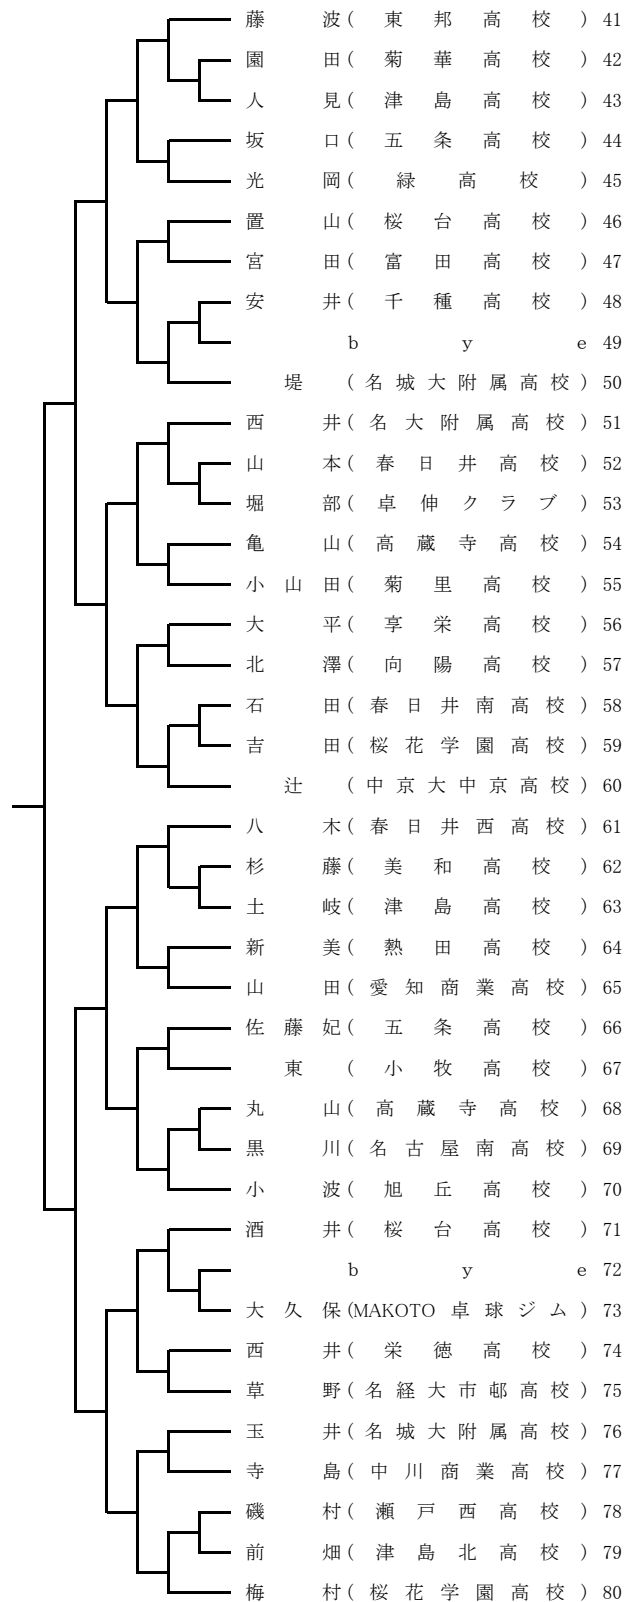 藤波(東邦高校)41
園田(菊華高校)42
人見(津島高校)43
坂口(五条高校)44
光岡(緑高校)45
置山(桜台高校)46
宮田(富田高校)47
安井(千種高校)48
bye 49
堤(名城大附属高校)50
西井(名大附属高校)51
山本(春日井高校)52
堀部(卓伸クラブ)53
亀山(高蔵寺高校)54
小山田(菊里高校)55
大平(享栄高校)56
北澤(向陽高校)57
石田(春日井南高校)58
吉田(桜花学園高校)59
辻(中京大中京高校)60
八木(春日井西高校)61
杉藤(美和高校)62
土岐(津島高校)63
新美(熱田高校)64
山田(愛知商業高校)65
佐藤妃(五条高校)66
東(小牧高校)67
丸山(高蔵寺高校)68
黒川(名古屋南高校)69
小波(旭丘高校)70
酒井(桜台高校)71
bye 72
大久保(MAKOTO卓球ジム)73
西井(栄徳高校)74
草野(名経大市邨高校)75
玉井(名城大附属高校)76
寺島(中川商業高校)77
磯村(瀬戸西高校)78
前畑(津島北高校)79
梅村(桜花学園高校)80